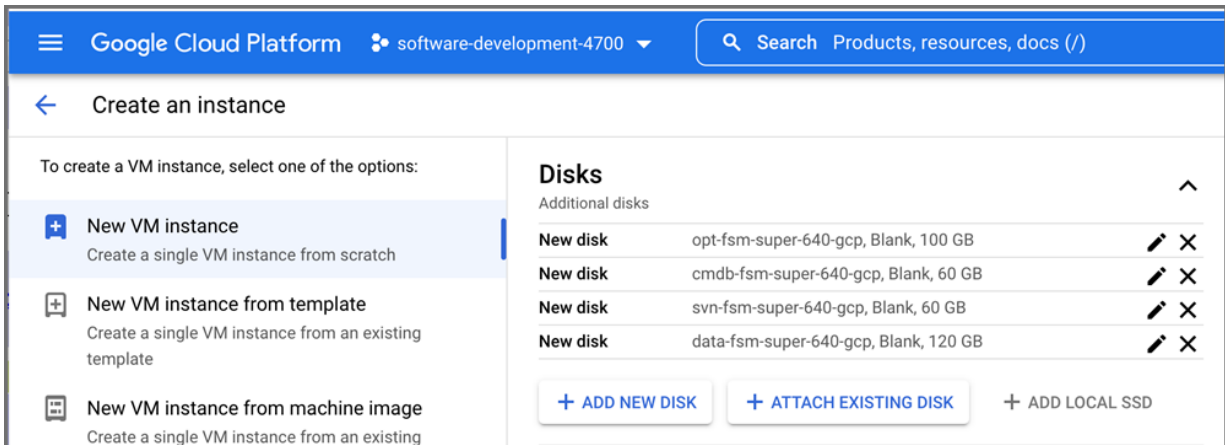 Google Cloud Platform software-development-4700 Search Products, resources, docs (/)
Create an instance
To create a VM instance, select one of the options:
New VM instance
Create a single VM instance from scratch
New VM instance from template
Create a single VM instance from an existing
template
New VM instance from machine image
Create a single VM instance from an existing
Disks
Additional disks
New disk opt-fsm-super-640-gcp, Blank, 100 GB
New disk cmdb-fsm-super-640-gcp, Blank, 60 GB
New disk svn-fsm-super-640-gcp, Blank, 60 GB
New disk data-fsm-super-640-gcp, Blank, 120 GB
+ ADD NEW DISK + ATTACH EXISTING DISK + ADD LOCAL SSD